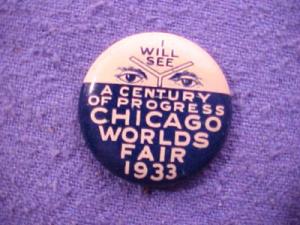 I
WILL
SEE
A CENTURY
OF PROGRESS
CHICAGO
WORLDS
FAIR
1933